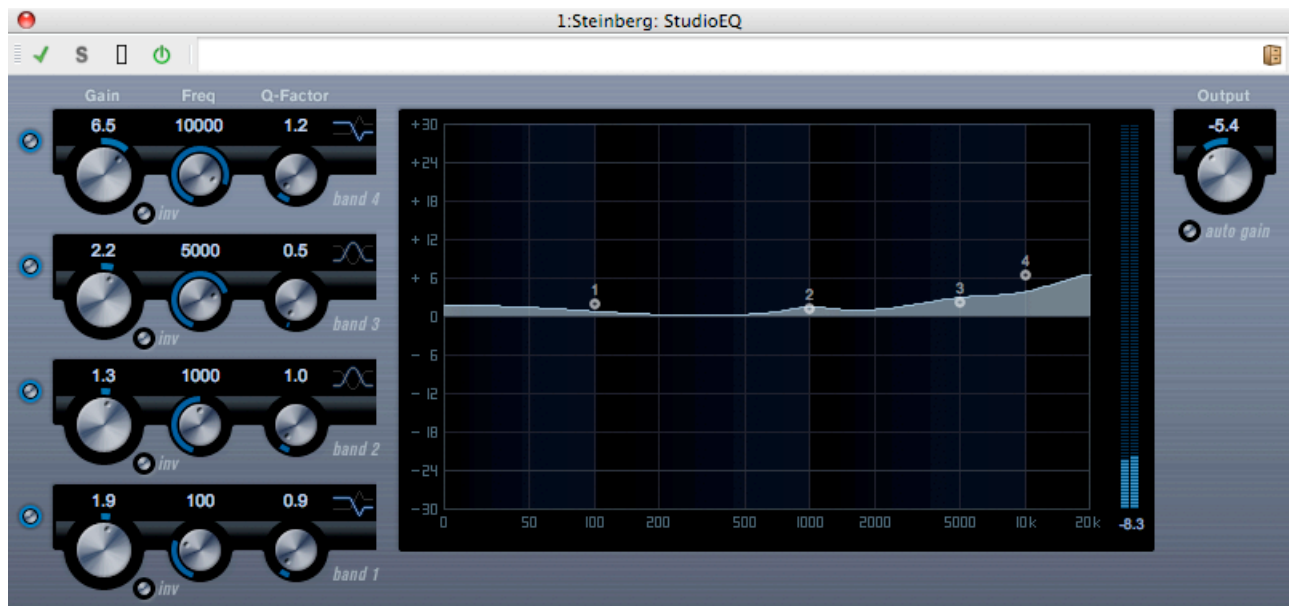 1:Steinberg: StudioEQ
S
Gain Freq Q-Factor
6.5 10000 1.2
inv band 4
2.2 5000 0.5
inv band 3
1.3 1000 1.0
inv band 2
1.9 100 0.9
inv band 1
+30
+24
+18
+12
+6
0
-6
-12
-18
-24
-30
1 2 3 4
0 50 100 200 500 1000 2000 5000 10k 20k
-8.3
Output
-5.4
auto gain